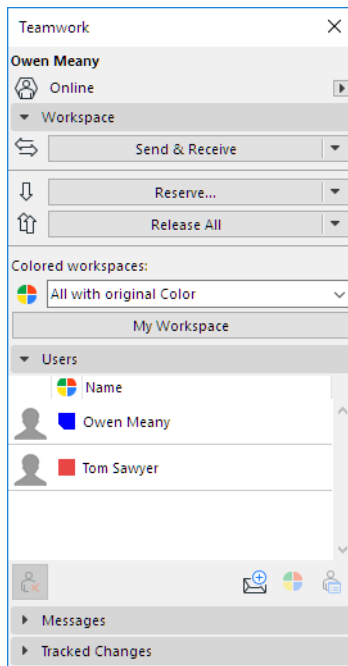 Teamwork
Owen Meany
Online
Workspace
Send & Receive
Reserve...
Release All
Colored workspaces:
All with original Color
My Workspace
Users
Name
Owen Meany
Tom Sawyer
Messages
Tracked Changes